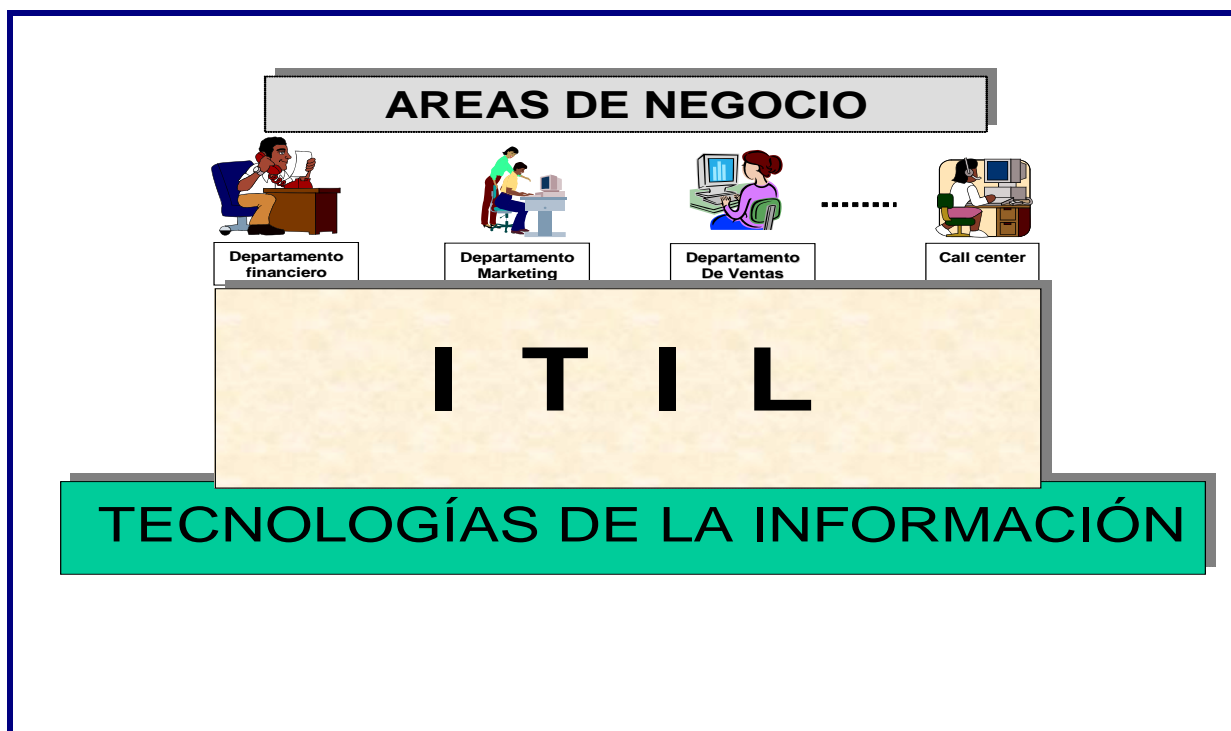 AREAS DE NEGOCIO
Departamento
financiero
Departamento
Marketing
Departamento
De Ventas
Call center
I T I L
TECNOLOGÍAS DE LA INFORMACIÓN